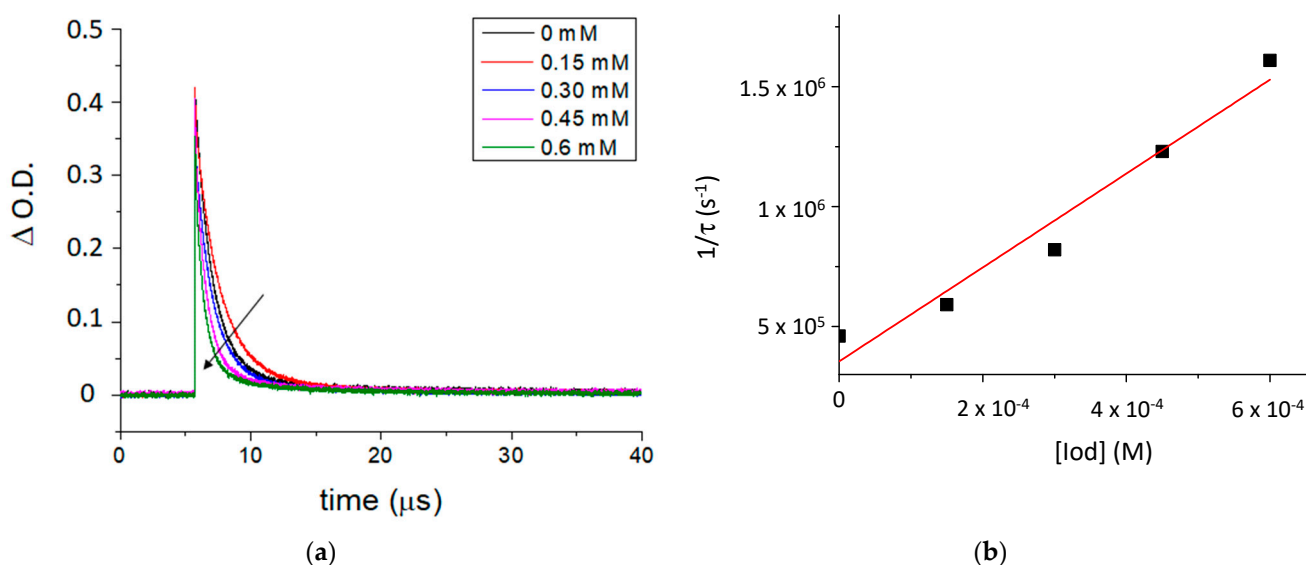 0.5
0.4
0.3
0.2
0.1
0
Δ O.D.
0 mM
0.15 mM
0.30 mM
0.45 mM
0.6 mM
0
10
20
30
40
time (μs)
(a)
1.5 x 10⁶
1 x 10⁶
5 x 10⁵
1/τ (s⁻¹)
0
2 x 10⁻⁴
4 x 10⁻⁴
6 x 10⁻⁴
[Iod] (M)
(b)